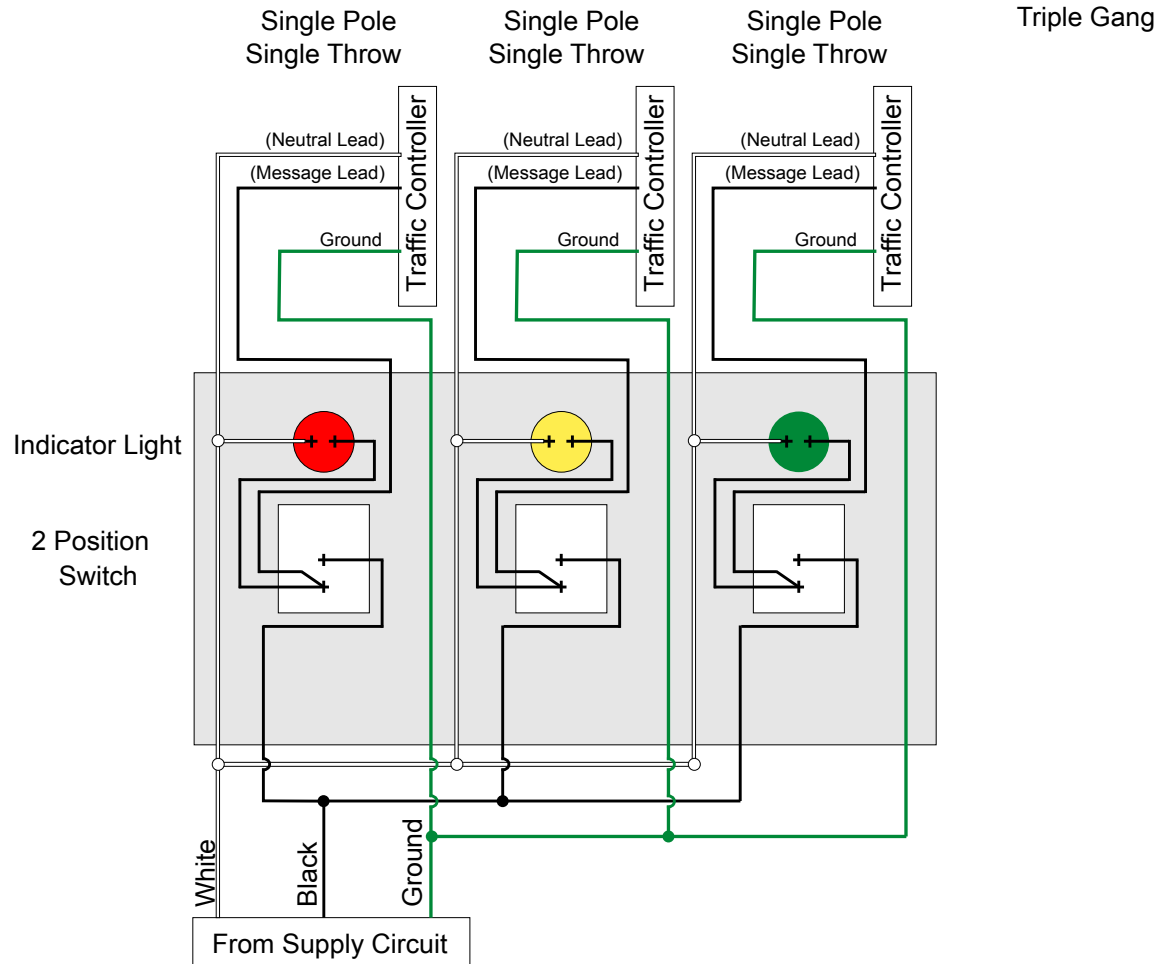 Single Pole
Single Throw
Single Pole
Single Throw
Single Pole
Single Throw
Triple Gang
(Neutral Lead)
(Message Lead)
Ground
Traffic Controller
(Neutral Lead)
(Message Lead)
Ground
Traffic Controller
(Neutral Lead)
(Message Lead)
Ground
Traffic Controller
Indicator Light
2 Position
Switch
White
Black
Ground
From Supply Circuit